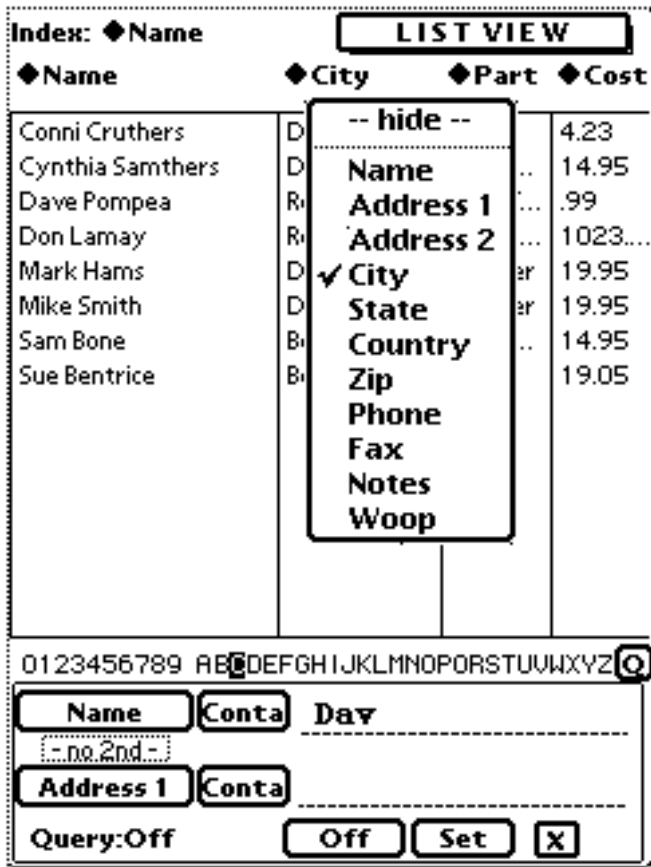 Index: ◆Name LIST VIEW
◆Name ◆City ◆Part ◆Cost
-- hide --
Conni Cruthers D 4.23
Cynthia Samthers D Name .. 14.95
Dave Pompea R Address 1 ... .99
Don Lamay R Address 2 ... 1023....
Mark Hams D ✓ City er 19.95
Mike Smith D State er 19.95
Sam Bone B Country .. 14.95
Sue Bentrice B Zip 19.05
Phone
Fax
Notes
Woop
0123456789 ABCDEFGHIJKLMNOPQRSTUVWXYZ Q
Name Conta Dav
- no 2nd -
Address 1 Conta
Query:Off Off Set X